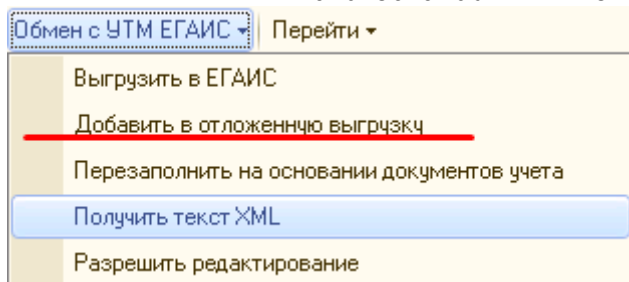 Обмен с УТМ ЕГАИС Перейти
Выгрузить в ЕГАИС
Добавить в отложенную выгрузку
Перезаполнить на основании документов учета
Получить текст XML
Разрешить редактирование